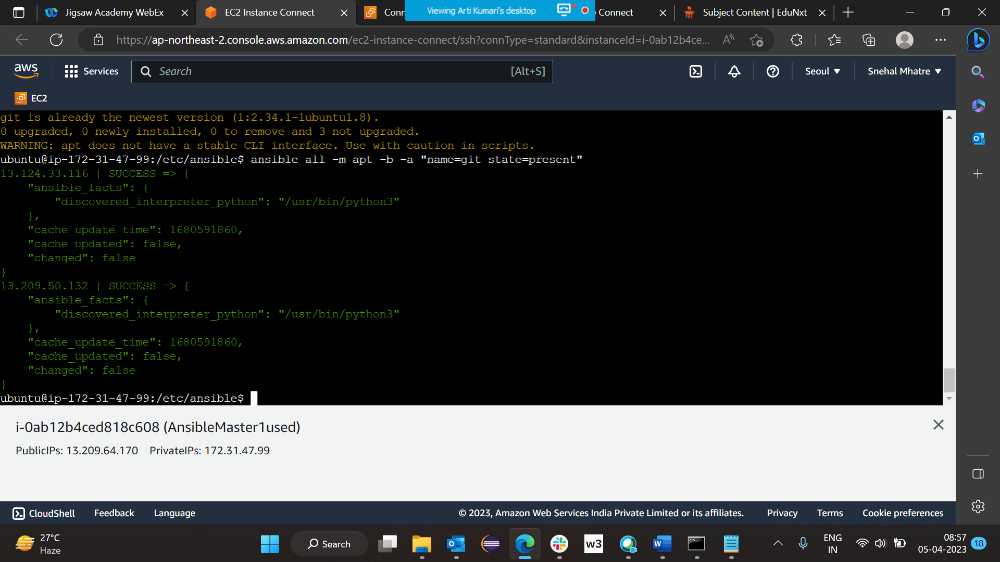 Jigsaw Academy WebEx
EC2 Instance Connect
Conn
Viewing Arti Kumari's desktop
Connect
Subject Content | EduNxt
https://ap-northeast-2.console.aws.amazon.com/ec2-instance-connect/ssh?connType=standard&instanceId=i-0ab12b4ce...
aws
Services
Search
[Alt+S]
Seoul
Snehal Mhatre
EC2
git is already the newest version (1:2.34.1-1ubuntu1.8).
0 upgraded, 0 newly installed, 0 to remove and 3 not upgraded.
WARNING: apt does not have a stable CLI interface. Use with caution in scripts.
ubuntu@ip-172-31-47-99:/etc/ansible$ ansible all -m apt -b -a "name=git state=present"
13.124.33.116 | SUCCESS => {
    "ansible_facts": {
        "discovered_interpreter_python": "/usr/bin/python3"
    },
    "cache_update_time": 1680591860,
    "cache_updated": false,
    "changed": false
}
13.209.50.132 | SUCCESS => {
    "ansible_facts": {
        "discovered_interpreter_python": "/usr/bin/python3"
    },
    "cache_update_time": 1680591860,
    "cache_updated": false,
    "changed": false
}
ubuntu@ip-172-31-47-99:/etc/ansible$
i-0ab12b4ced818c608 (AnsibleMaster1used)
PublicIPs: 13.209.64.170 PrivateIPs: 172.31.47.99
CloudShell Feedback Language © 2023, Amazon Web Services India Private Limited or its affiliates. Privacy Terms Cookie preferences
27°C
Haze
Search
w3
ENG
IN
08:57
05-04-2023
18